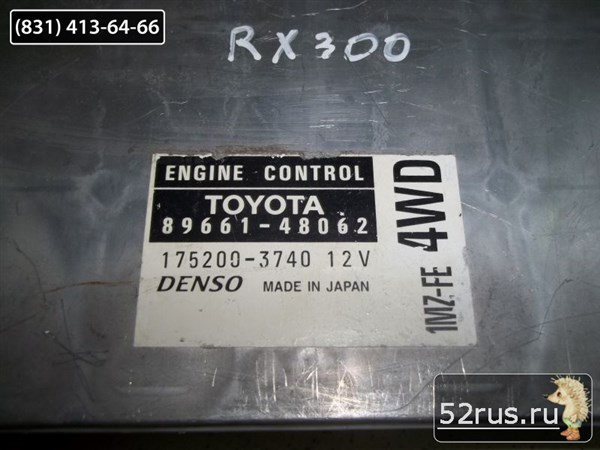 (831) 413-64-66
RX300
ENGINE CONTROL
TOYOTA
89661-48062
175200-3740 12V
DENSO MADE IN JAPAN
1MZ-FE 4WD
52rus.ru